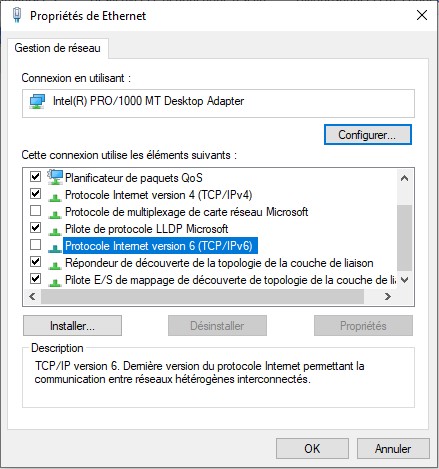 Propriétés de Ethernet
Gestion de réseau
Connexion en utilisant :
Intel(R) PRO/1000 MT Desktop Adapter
Configurer...
Cette connexion utilise les éléments suivants :
Planificateur de paquets QoS
Protocole Internet version 4 (TCP/IPv4)
Protocole de multiplexage de carte réseau Microsoft
Pilote de protocole LLDP Microsoft
Protocole Internet version 6 (TCP/IPv6)
Répondeur de découverte de la topologie de la couche de liaison
Pilote E/S de mappage de découverte de topologie de la couche de li
Installer...
Désinstaller
Propriétés
Description
TCP/IP version 6. Dernière version du protocole Internet permettant la
communication entre réseaux hétérogènes interconnectés.
OK
Annuler